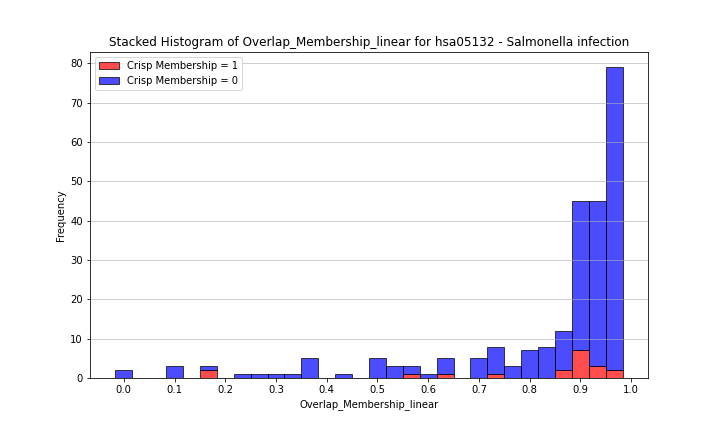 Stacked Histogram of Overlap_Membership_linear for hsa05132 - Salmonella infection
Crisp Membership = 1
Crisp Membership = 0
80
70
60
50
40
30
20
10
0
Frequency
0.0 0.1 0.2 0.3 0.4 0.5 0.6 0.7 0.8 0.9 1.0
Overlap_Membership_linear